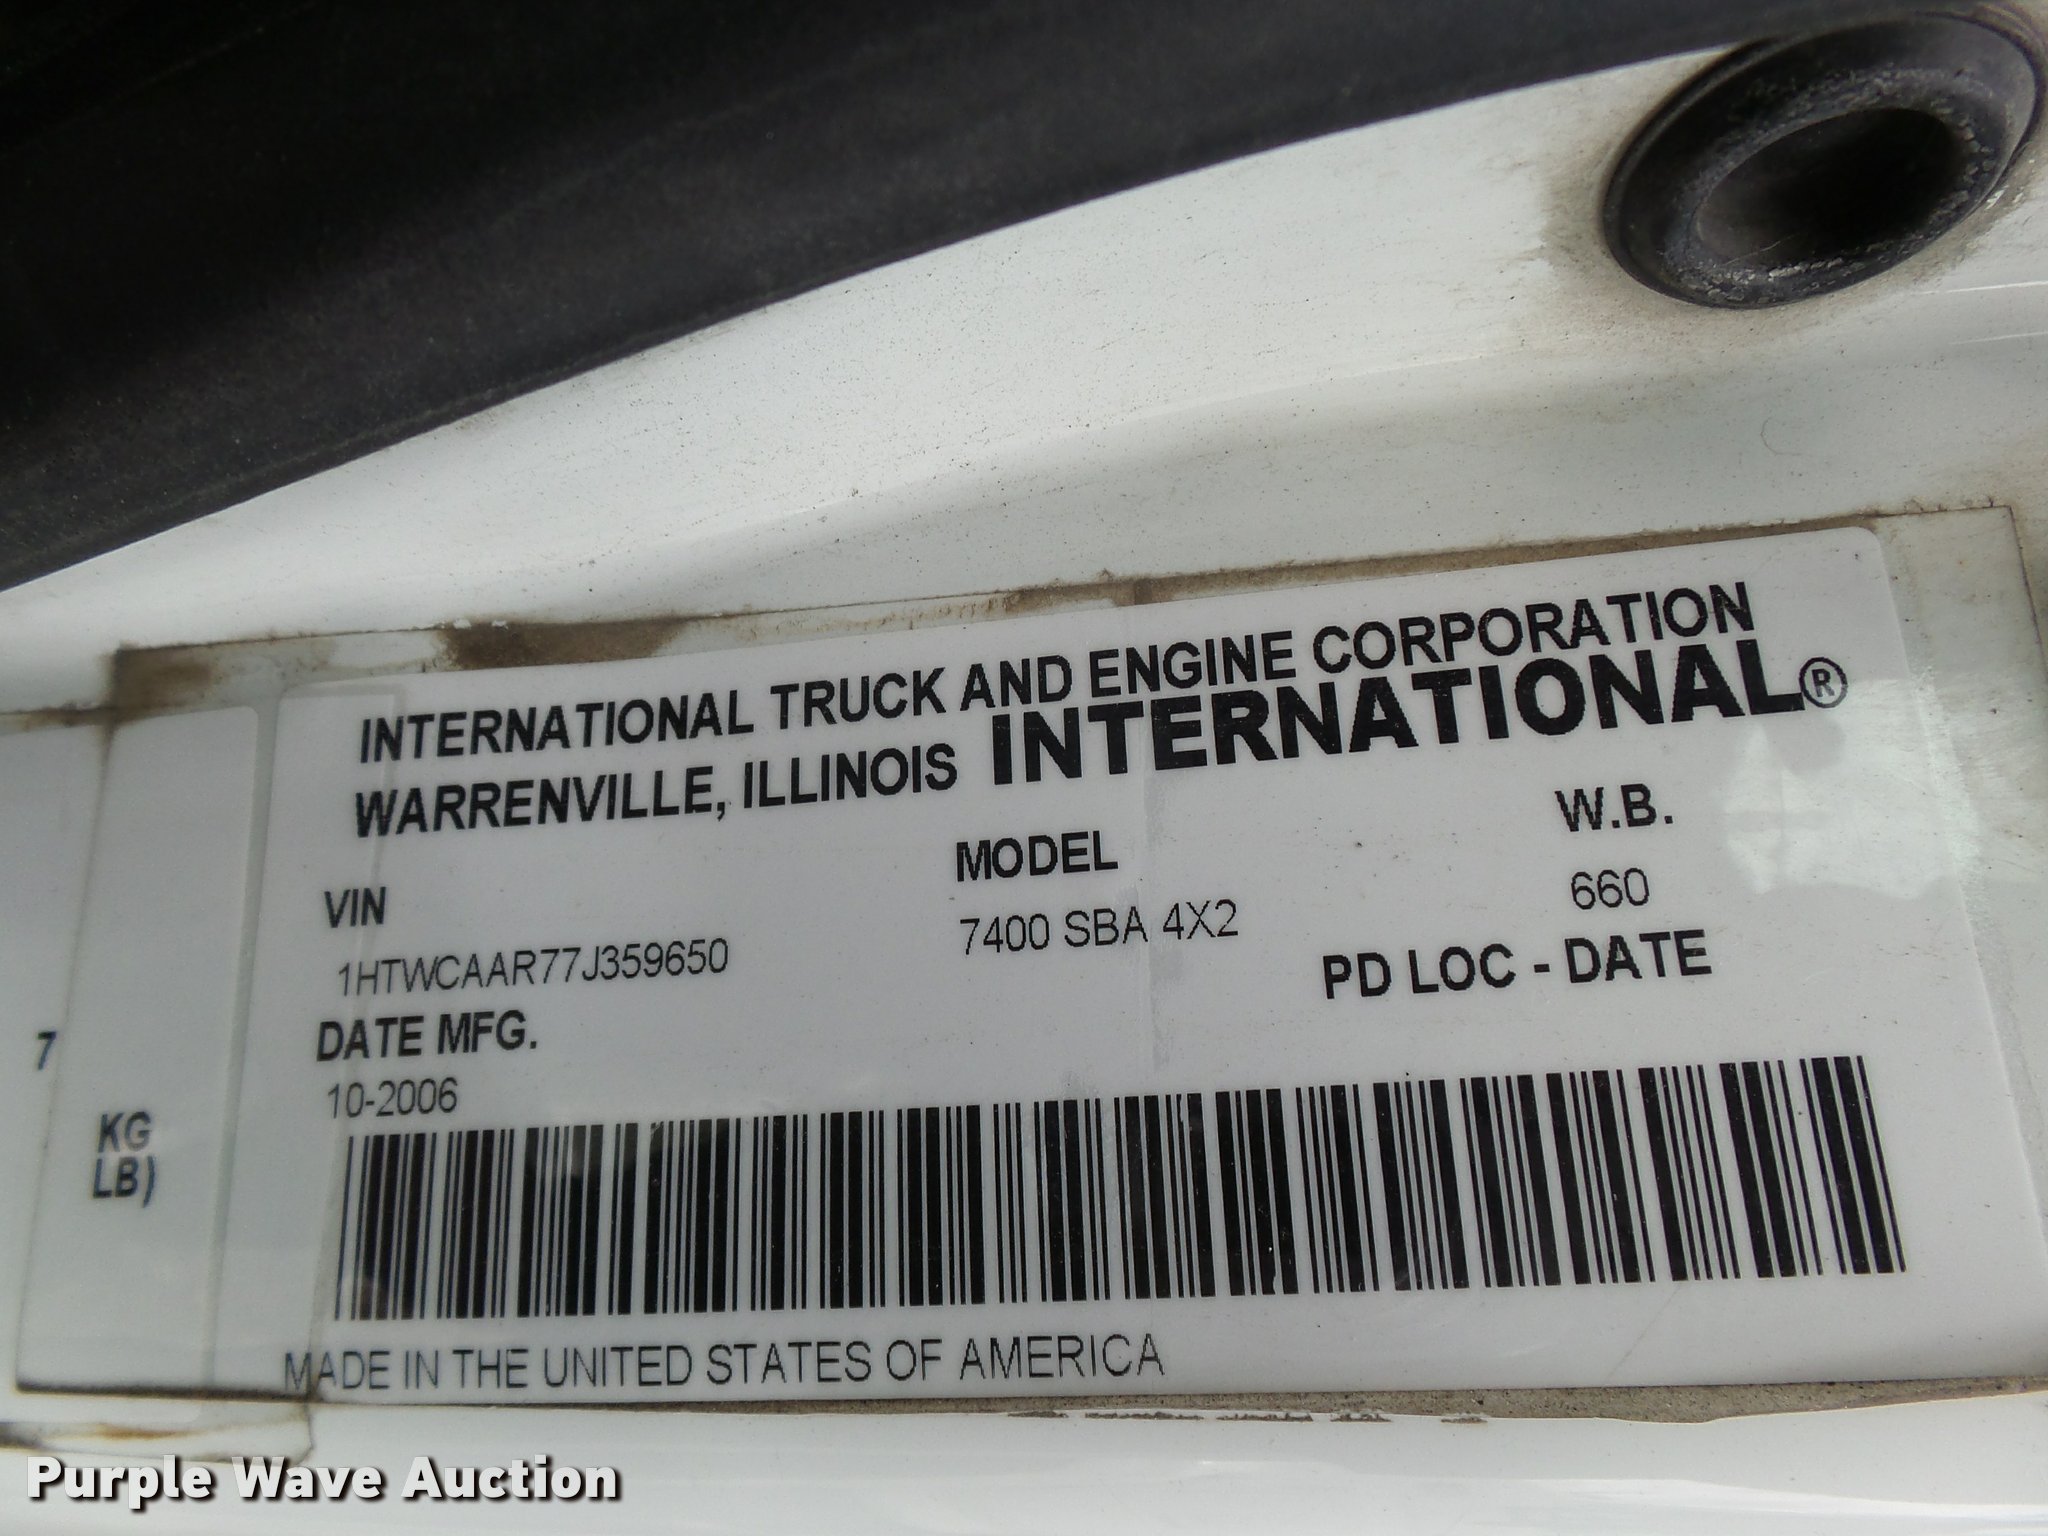 INTERNATIONAL TRUCK AND ENGINE CORPORATION
WARRENVILLE, ILLINOIS INTERNATIONAL®
VIN MODEL W.B.
1HTWCAAR77J359650 7400 SBA 4X2 660
DATE MFG. PD LOC - DATE
10-2006
MADE IN THE UNITED STATES OF AMERICA
7
KG
LB)
Purple Wave Auction